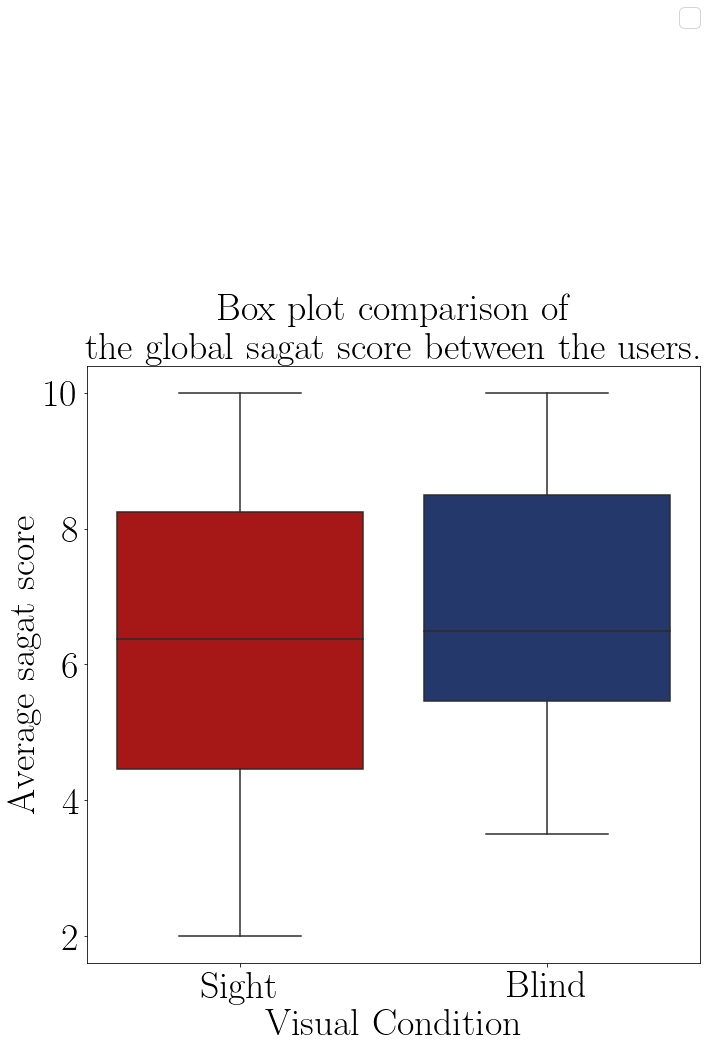 Box plot comparison of
the global sagat score between the users.
Average sagat score
10
8
6
4
2
Sight
Blind
Visual Condition